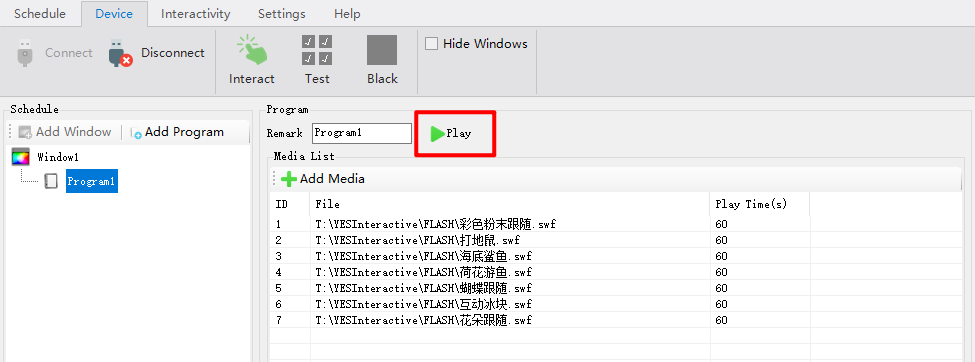 Schedule Device Interactivity Settings Help
Connect Disconnect Interact Test Black Hide Windows
Schedule
Add Window Add Program
Window1
Program1
Program
Remark Program1 Play
Media List
Add Media
ID File Play Time(s)
1 T:\YESInteractive\FLASH\彩色粉末跟随.swf 60
2 T:\YESInteractive\FLASH\打地鼠.swf 60
3 T:\YESInteractive\FLASH\海底鲨鱼.swf 60
4 T:\YESInteractive\FLASH\荷花游鱼.swf 60
5 T:\YESInteractive\FLASH\蝴蝶跟随.swf 60
6 T:\YESInteractive\FLASH\互动冰块.swf 60
7 T:\YESInteractive\FLASH\花朵跟随.swf 60